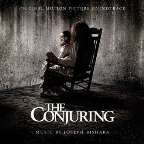 ORIGINAL MOTION PICTURE SOUNDTRACK
THE
CONJURING
MUSIC BY JOSEPH BISHARA